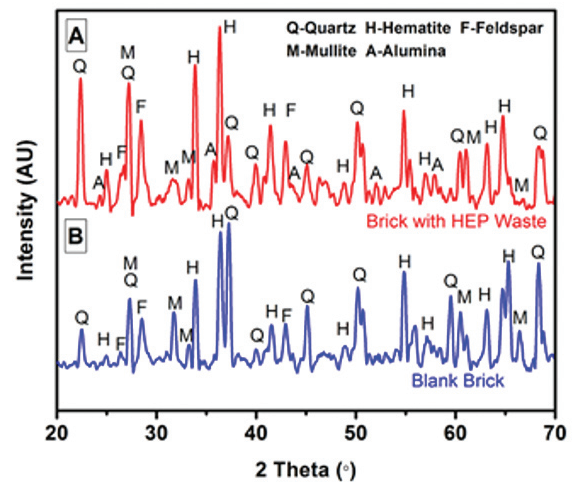 A
Q-Quartz H-Hematite F-Feldspar
M-Mullite A-Alumina
Q A H F M Q F M M H A H Q Q H F A Q H Q A H H A Q M H H M Q
Brick with HEP Waste
B
Q H F M Q F M M H H Q Q H F Q H Q H H Q M H H M Q
Blank Brick
Intensity (AU)
20 30 40 50 60 70
2 Theta (○)